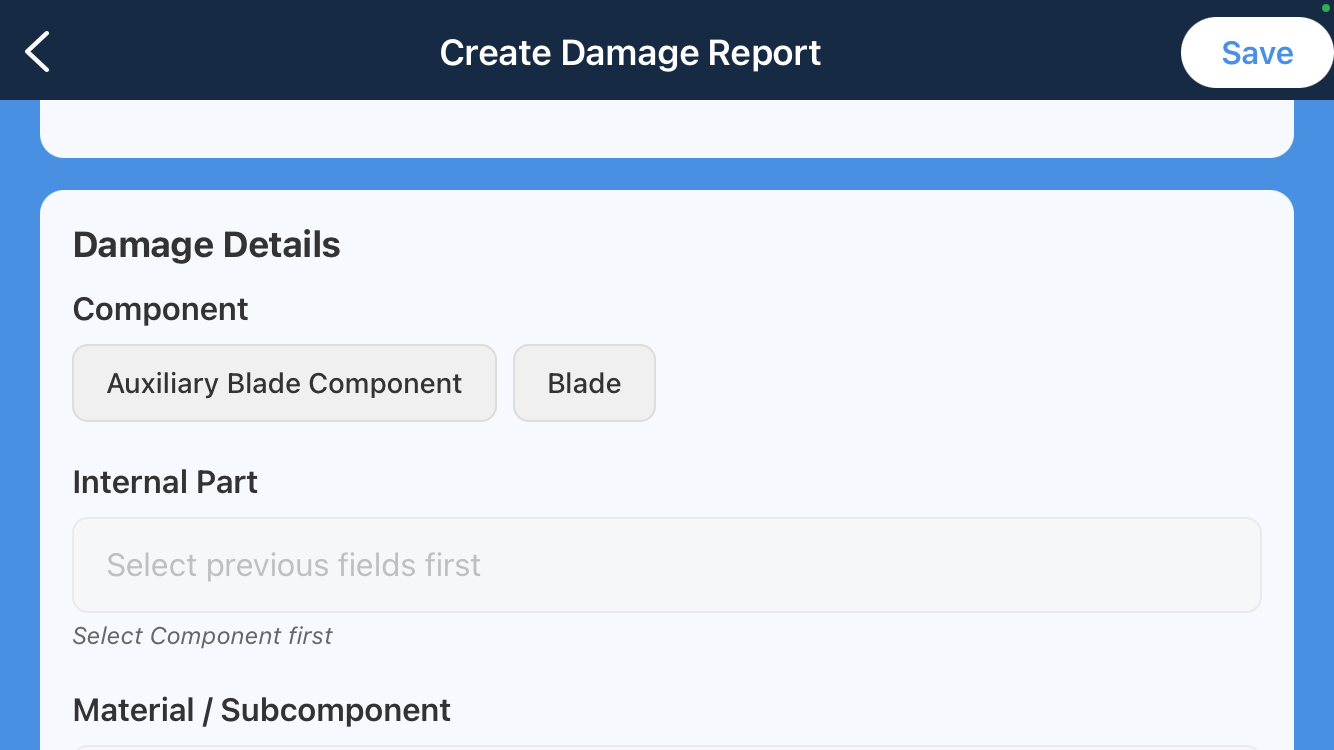 Create Damage Report
Save
Damage Details
Component
Auxiliary Blade Component
Blade
Internal Part
Select previous fields first
Select Component first
Material / Subcomponent